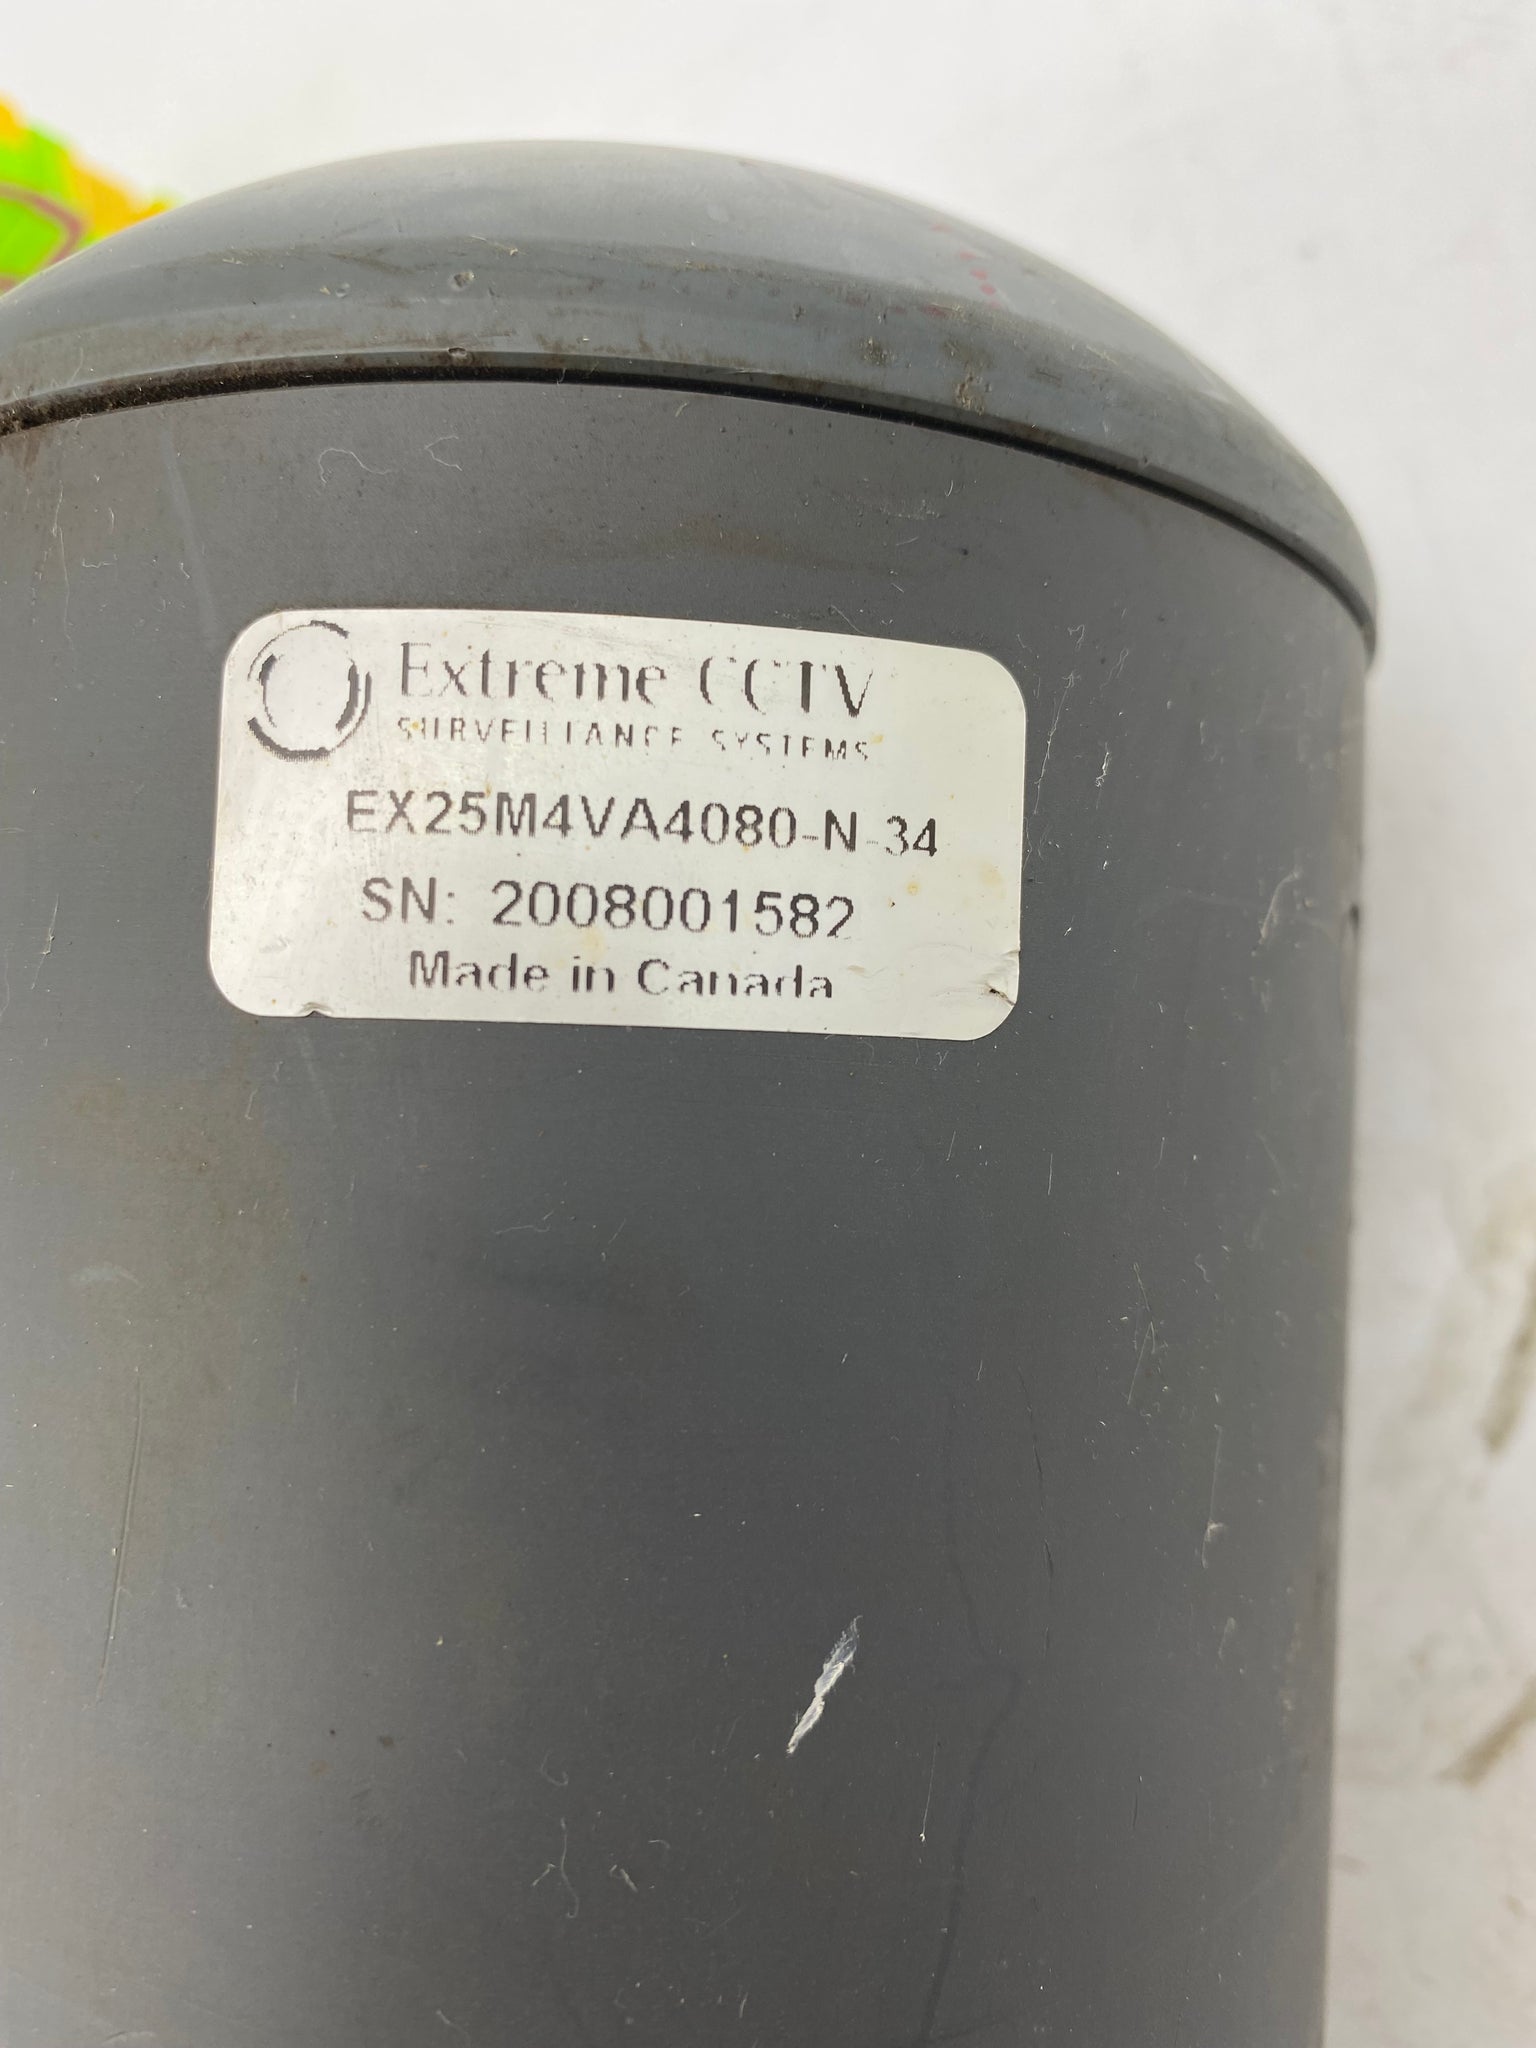 Extreme CCTV
SURVEILLANCE SYSTEMS
EX25M4VA4080-N-34
SN: 2008001582
Made in Canada